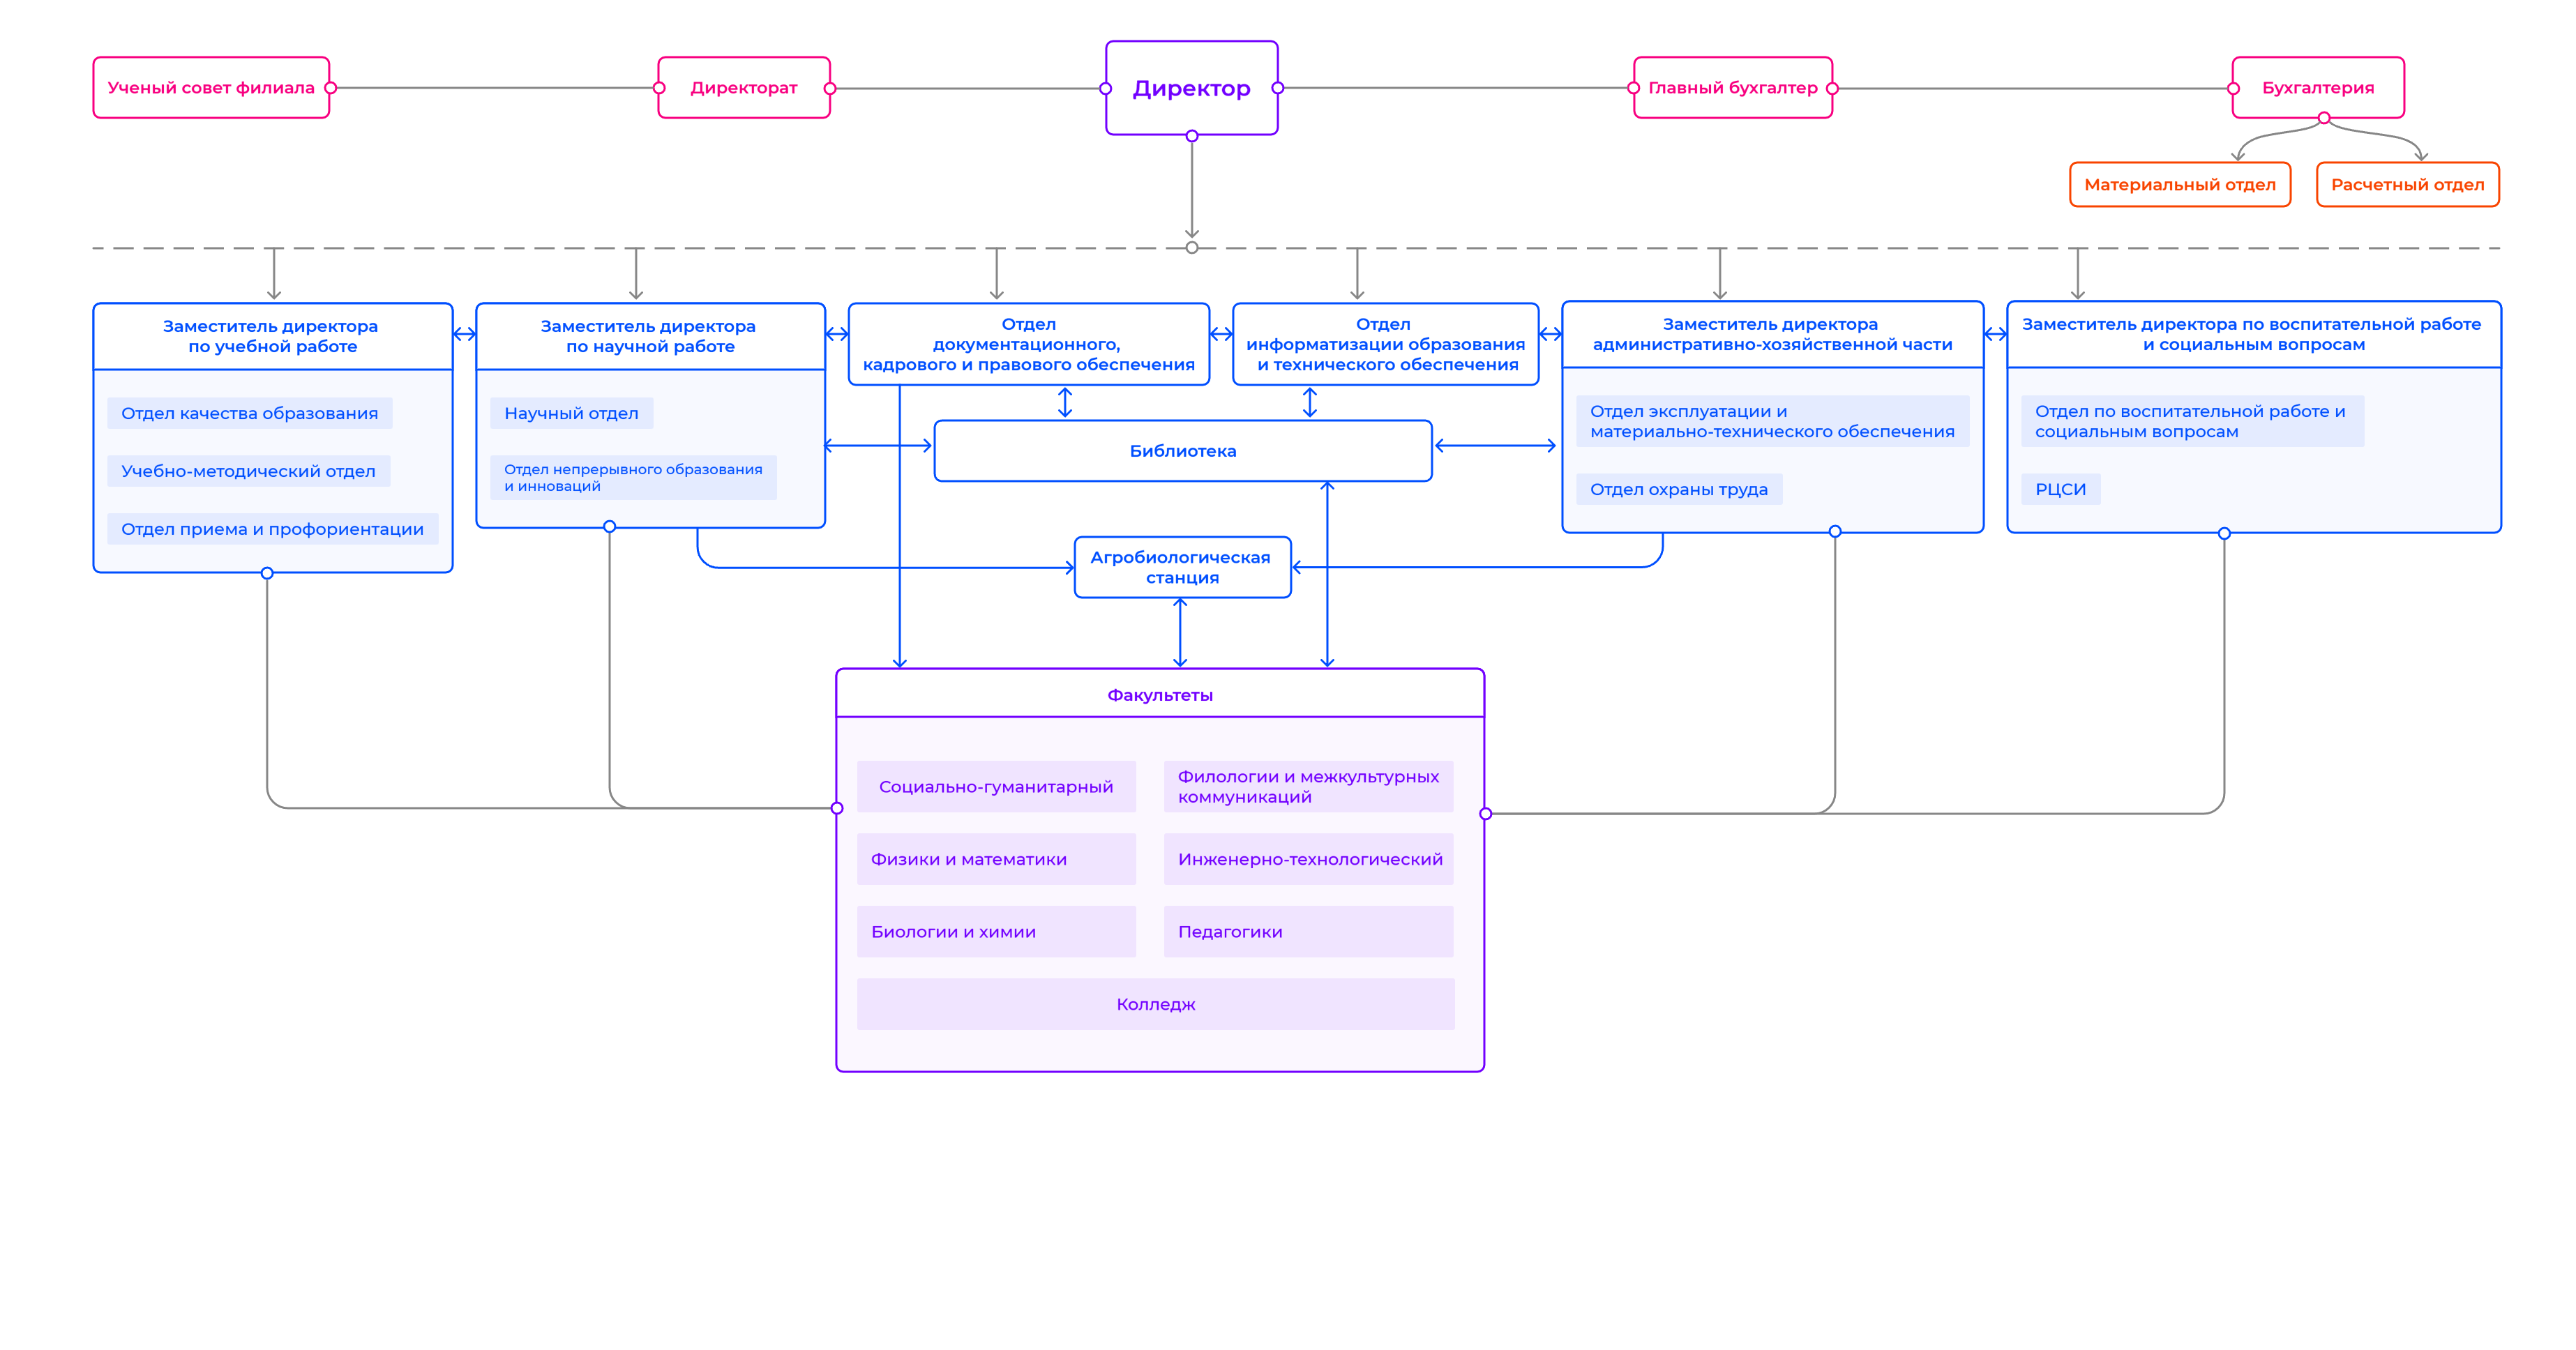 Ученый совет филиала
Директорат
Директор
Главный бухгалтер
Бухгалтерия
Материальный отдел
Расчетный отдел
Заместитель директора
по учебной работе
Отдел качества образования
Учебно-методический отдел
Отдел приема и профориентации
Заместитель директора
по научной работе
Научный отдел
Отдел непрерывного образования
и инноваций
Отдел
документационного,
кадрового и правового обеспечения
Отдел
информатизации образования
и технического обеспечения
Заместитель директора
административно-хозяйственной части
Отдел эксплуатации и
материально-технического обеспечения
Отдел охраны труда
Заместитель директора по воспитательной работе
и социальным вопросам
Отдел по воспитательной работе и
социальным вопросам
РЦСИ
Библиотека
Агробиологическая
станция
Факультеты
Социально-гуманитарный
Филологии и межкультурных
коммуникаций
Физики и математики
Инженерно-технологический
Биологии и химии
Педагогики
Колледж